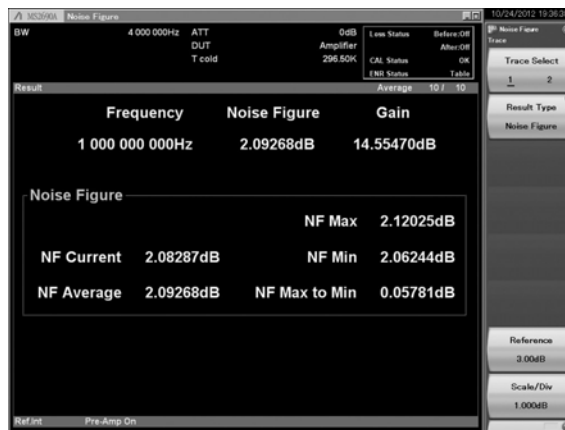 MS2690A Noise Figure
10/24/2012 19:36:3
BW 4 000 000Hz ATT 0dB
DUT Amplifier
T cold 296.50K
Loss Status Before:Off
After:Off
CAL Status OK
ENR Status Table
Result Average 10 / 10
Frequency Noise Figure Gain
1 000 000 000Hz 2.09268dB 14.55470dB
Noise Figure
NF Max 2.12025dB
NF Current 2.08287dB NF Min 2.06244dB
NF Average 2.09268dB NF Max to Min 0.05781dB
Ref.Int Pre-Amp On
Noise Figure
Trace
Trace Select
1 2
Result Type
Noise Figure
Reference
3.00dB
Scale/Div
1.000dB